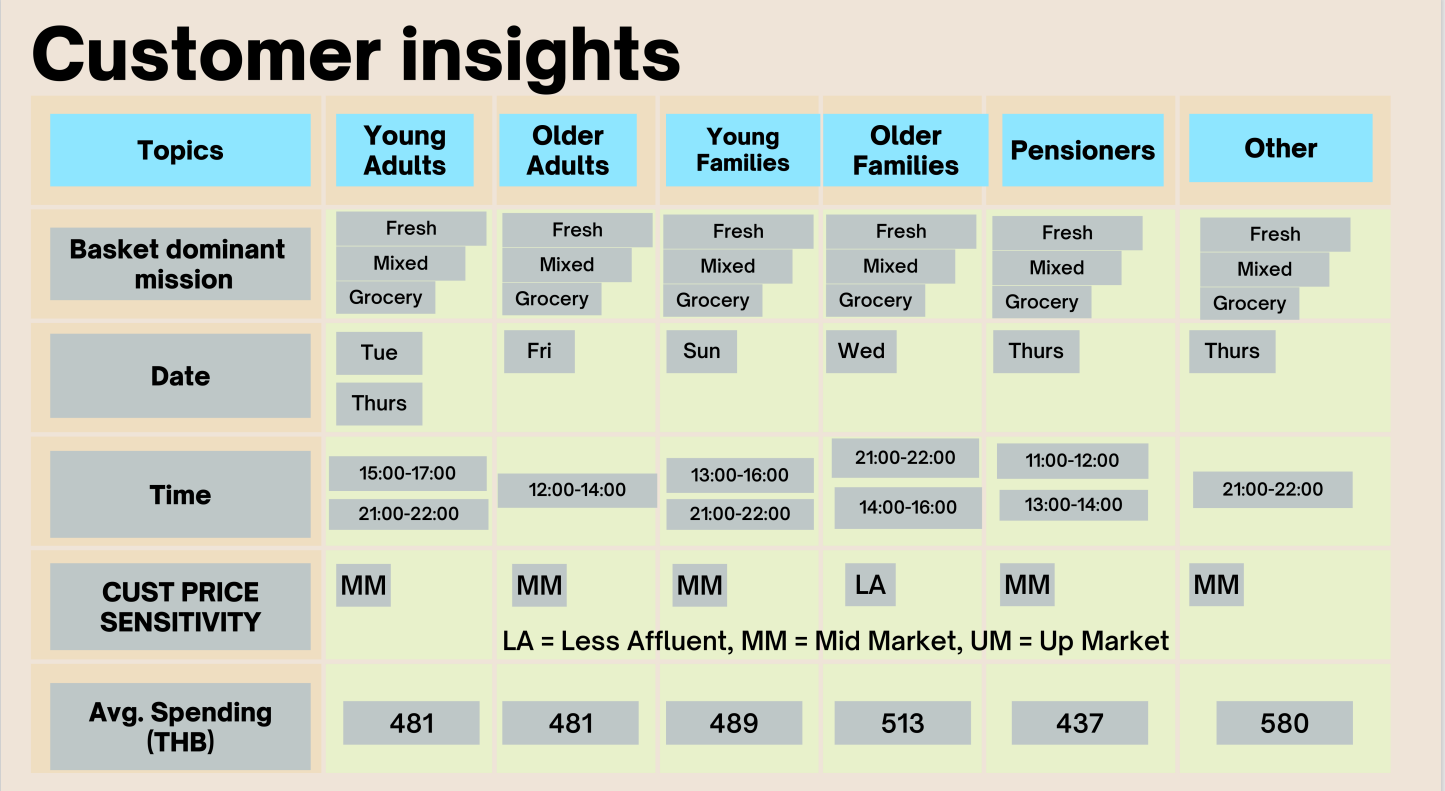 Customer insights
Topics
Young
Adults
Older
Adults
Young
Families
Older
Families
Pensioners
Other
Basket dominant
mission
Fresh
Mixed
Grocery
Fresh
Mixed
Grocery
Fresh
Mixed
Grocery
Fresh
Mixed
Grocery
Fresh
Mixed
Grocery
Fresh
Mixed
Grocery
Date
Tue
Thurs
Fri
Sun
Wed
Thurs
Thurs
Time
15:00-17:00
21:00-22:00
12:00-14:00
13:00-16:00
21:00-22:00
21:00-22:00
14:00-16:00
11:00-12:00
13:00-14:00
21:00-22:00
CUST PRICE
SENSITIVITY
MM
MM
MM
LA
MM
MM
LA = Less Affluent, MM = Mid Market, UM = Up Market
Avg. Spending
(THB)
481
481
489
513
437
580